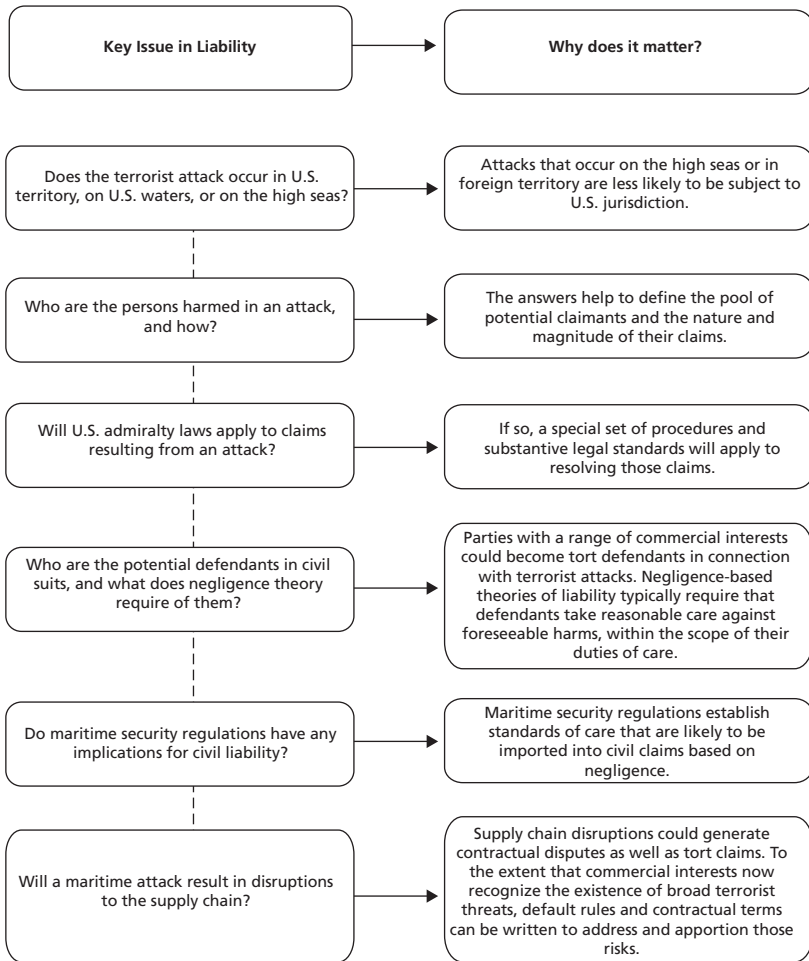 Key Issue in Liability
Why does it matter?
Does the terrorist attack occur in U.S.
territory, on U.S. waters, or on the high seas?
Attacks that occur on the high seas or in
foreign territory are less likely to be subject to
U.S. jurisdiction.
Who are the persons harmed in an attack,
and how?
The answers help to define the pool of
potential claimants and the nature and
magnitude of their claims.
Will U.S. admiralty laws apply to claims
resulting from an attack?
If so, a special set of procedures and
substantive legal standards will apply to
resolving those claims.
Who are the potential defendants in civil
suits, and what does negligence theory
require of them?
Parties with a range of commercial interests
could become tort defendants in connection
with terrorist attacks. Negligence-based
theories of liability typically require that
defendants take reasonable care against
foreseeable harms, within the scope of their
duties of care.
Do maritime security regulations have any
implications for civil liability?
Maritime security regulations establish
standards of care that are likely to be
imported into civil claims based on
negligence.
Will a maritime attack result in disruptions
to the supply chain?
Supply chain disruptions could generate
contractual disputes as well as tort claims. To
the extent that commercial interests now
recognize the existence of broad terrorist
threats, default rules and contractual terms
can be written to address and apportion those
risks.